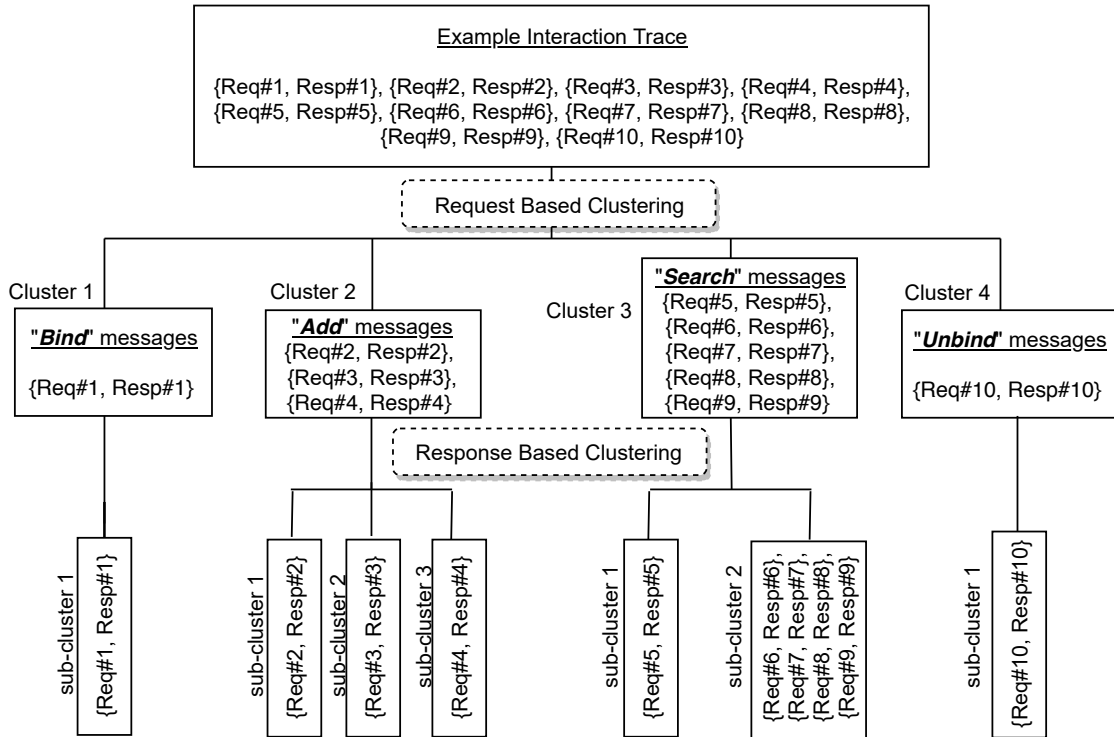 Example Interaction Trace
{Req#1, Resp#1}, {Req#2, Resp#2}, {Req#3, Resp#3}, {Req#4, Resp#4},
{Req#5, Resp#5}, {Req#6, Resp#6}, {Req#7, Resp#7}, {Req#8, Resp#8},
{Req#9, Resp#9}, {Req#10, Resp#10}
Request Based Clustering
Cluster 1
"Bind" messages
{Req#1, Resp#1}
Cluster 2
"Add" messages
{Req#2, Resp#2},
{Req#3, Resp#3},
{Req#4, Resp#4}
Cluster 3
"Search" messages
{Req#5, Resp#5},
{Req#6, Resp#6},
{Req#7, Resp#7},
{Req#8, Resp#8},
{Req#9, Resp#9}
Cluster 4
"Unbind" messages
{Req#10, Resp#10}
Response Based Clustering
sub-cluster 1
{Req#1, Resp#1}
sub-cluster 1
{Req#2, Resp#2}
sub-cluster 2
{Req#3, Resp#3}
sub-cluster 3
{Req#4, Resp#4}
sub-cluster 1
{Req#5, Resp#5}
sub-cluster 2
{Req#6, Resp#6},
{Req#7, Resp#7},
{Req#8, Resp#8},
{Req#9, Resp#9}
sub-cluster 1
{Req#10, Resp#10}